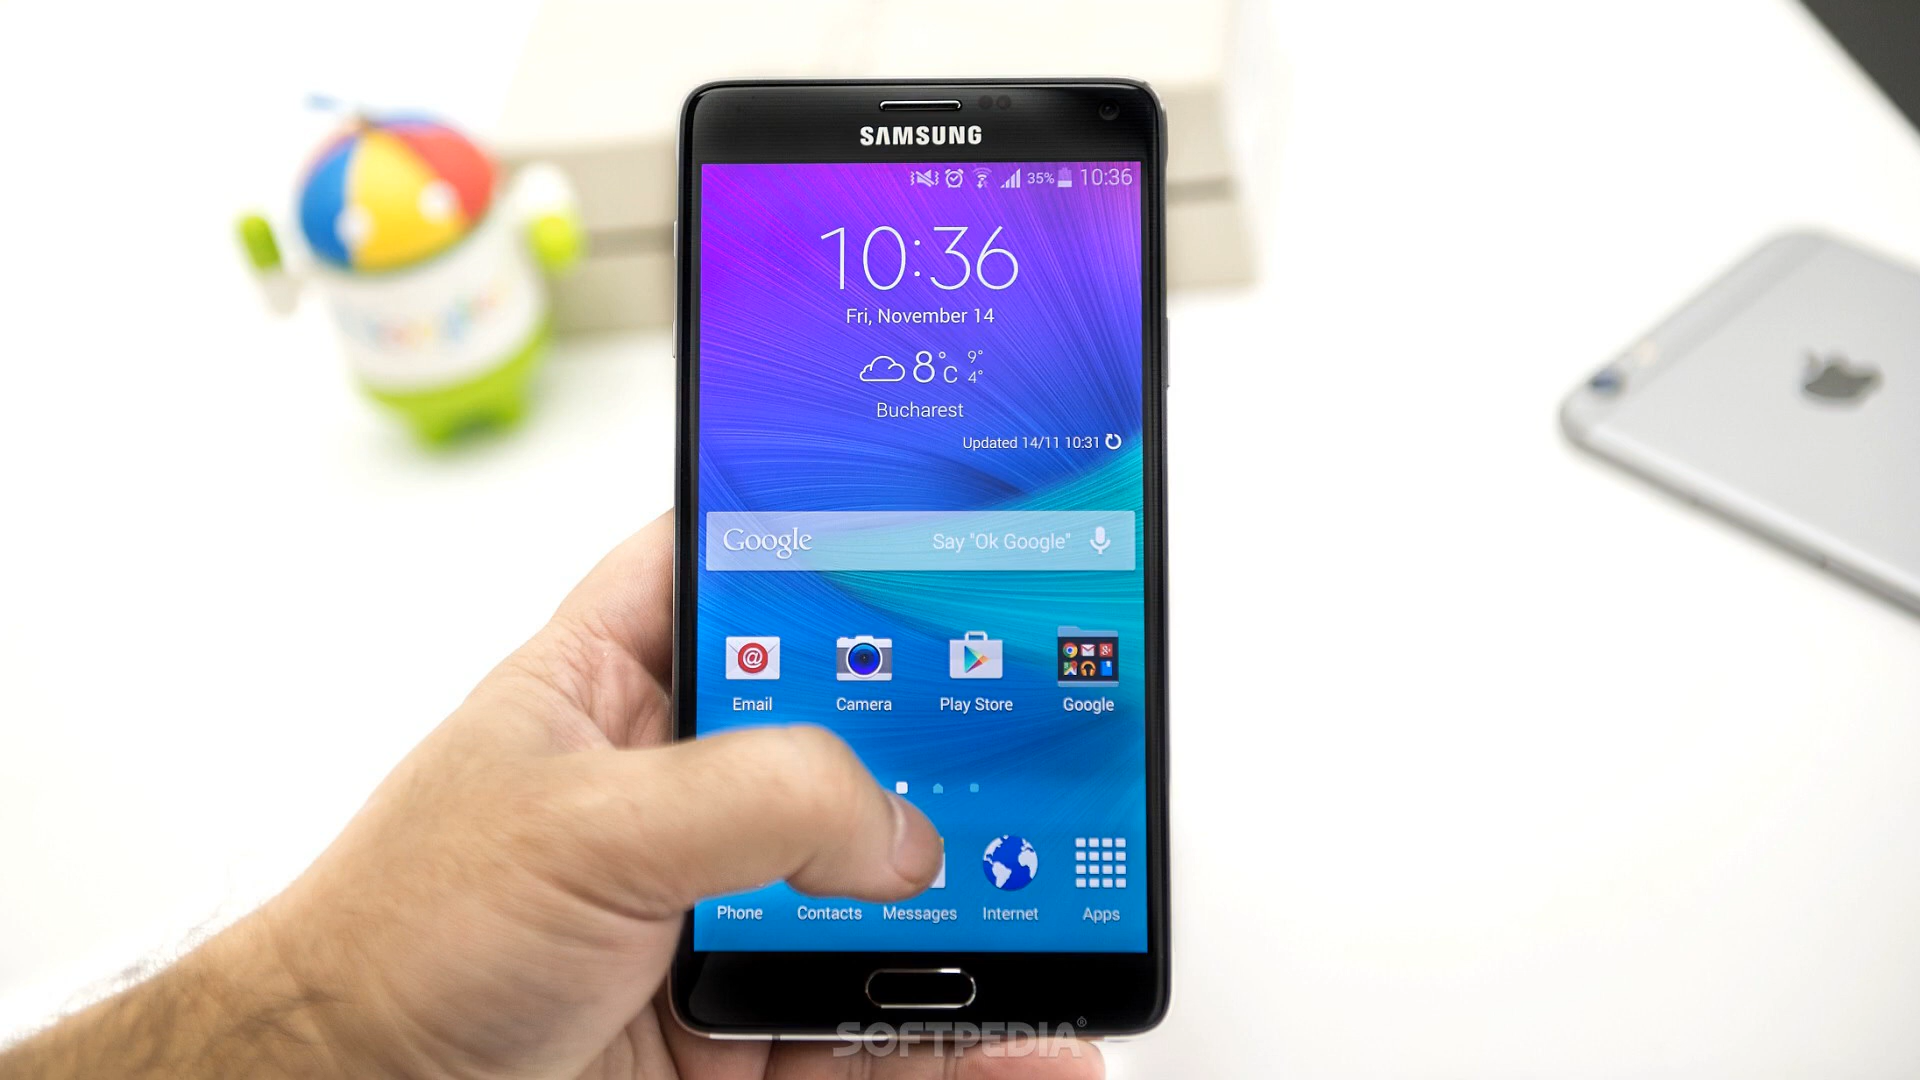 SAMSUNG
35% 10:36
10:36
Fri, November 14
8°C 9° 4°
Bucharest
Updated 14/11 10:31
Google Say "Ok Google"
Email Camera Play Store Google
Phone Contacts Messages Internet Apps
SOFTPEDIA®